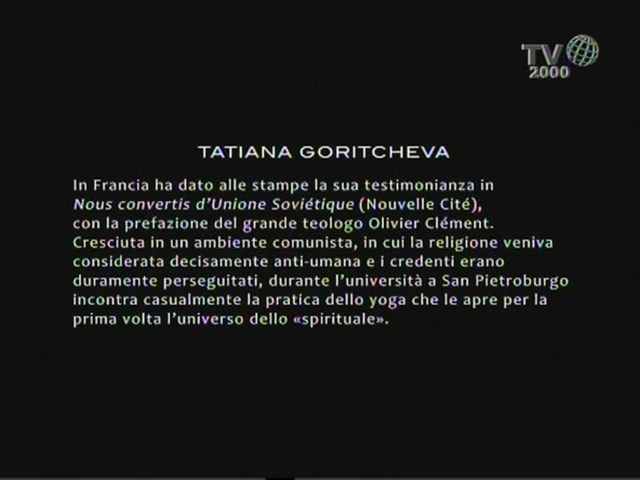 TV
2000
TATIANA GORITCHEVA
In Francia ha dato alle stampe la sua testimonianza in
Nous convertis d’Unione Soviétique (Nouvelle Cité),
con la prefazione del grande teologo Olivier Clément.
Cresciuta in un ambiente comunista, in cui la religione veniva
considerata decisamente anti-umana e i credenti erano
duramente perseguitati, durante l’università a San Pietroburgo
incontra casualmente la pratica dello yoga che le apre per la
prima volta l’universo dello «spirituale».